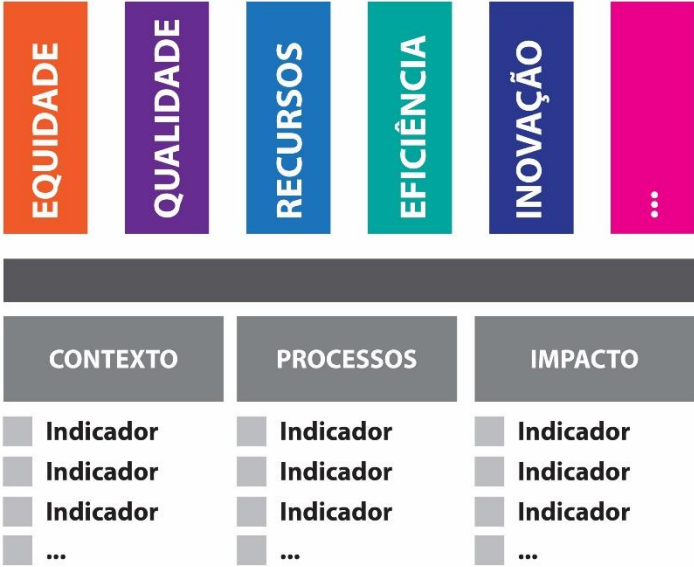 EQUIDADE
QUALIDADE
RECURSOS
EFICIÊNCIA
INOVAÇÃO
...
CONTEXTO
PROCESSOS
IMPACTO
Indicador
Indicador
Indicador
...
Indicador
Indicador
Indicador
...
Indicador
Indicador
Indicador
...